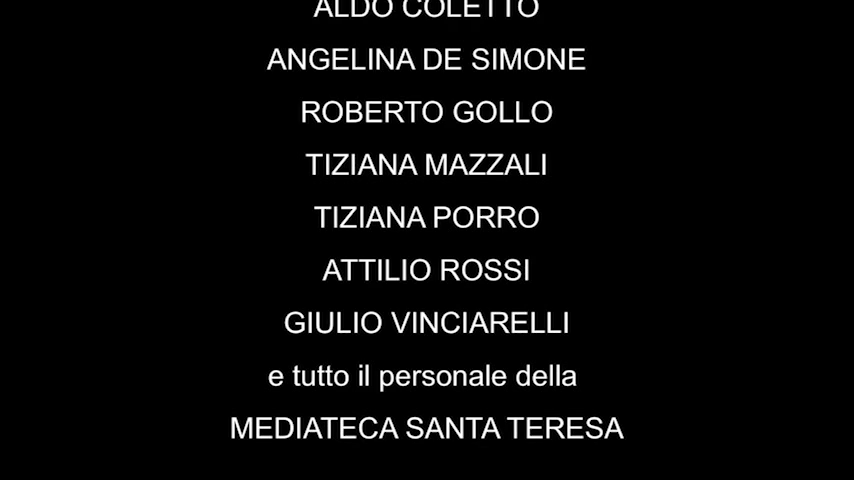 ALDO COLETTO
ANGELINA DE SIMONE
ROBERTO GOLLO
TIZIANA MAZZALI
TIZIANA PORRO
ATTILIO ROSSI
GIULIO VINCIARELLI
e tutto il personale della
MEDIATECA SANTA TERESA